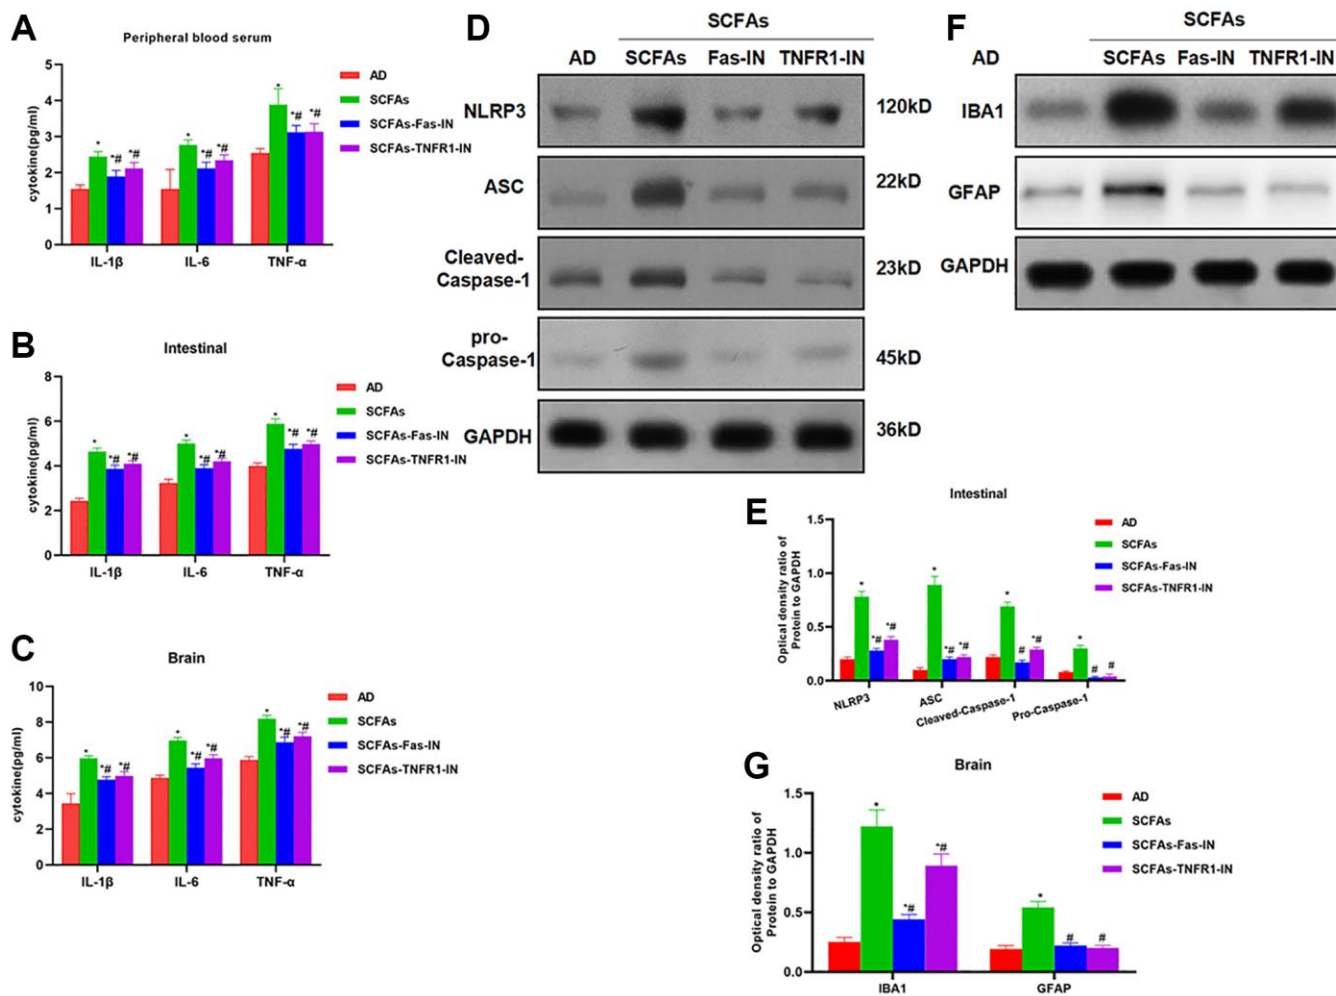 A
Peripheral blood serum
cytokine(pg/ml)
5
4
3
2
1
0
* *# *#
* *# *#
* *# *#
IL-1β IL-6 TNF-α
AD
SCFAs
SCFAs-Fas-IN
SCFAs-TNFR1-IN
B
Intestinal
cytokine(pg/ml)
8
6
4
2
0
* *# *#
* *# *#
* *# *#
IL-1β IL-6 TNF-α
AD
SCFAs
SCFAs-Fas-IN
SCFAs-TNFR1-IN
C
Brain
cytokine(pg/ml)
10
8
6
4
2
0
* *# *#
* *# *#
* *# *#
IL-1β IL-6 TNF-α
AD
SCFAs
SCFAs-Fas-IN
SCFAs-TNFR1-IN
D
SCFAs
AD SCFAs Fas-IN TNFR1-IN
NLRP3 120kD
ASC 22kD
Cleaved-
Caspase-1 23kD
pro-
Caspase-1 45kD
GAPDH 36kD
E
Intestinal
Optical density ratio of
Protein to GAPDH
1.5
1.0
0.5
0.0
* *# *#
* *# *#
* # *#
* # #
NLRP3 ASC Cleaved-Caspase-1 Pro-Caspase-1
AD
SCFAs
SCFAs-Fas-IN
SCFAs-TNFR1-IN
F
SCFAs
AD SCFAs Fas-IN TNFR1-IN
IBA1
GFAP
GAPDH
G
Brain
Optical density ratio of
Protein to GAPDH
1.5
1.0
0.5
0.0
* *# *#
* # #
IBA1 GFAP
AD
SCFAs
SCFAs-Fas-IN
SCFAs-TNFR1-IN